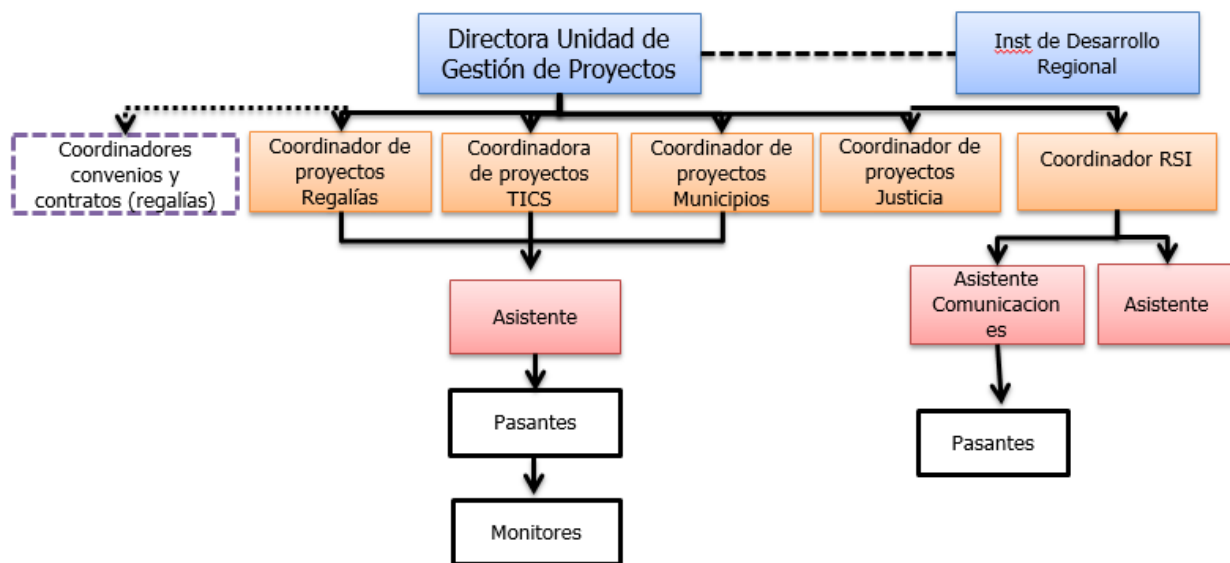 Directora Unidad de
Gestión de Proyectos
Inst de Desarrollo
Regional
Coordinadores
convenios y
contratos (regalías)
Coordinador de
proyectos
Regalías
Coordinadora
de proyectos
TICS
Coordinador de
proyectos
Municipios
Coordinador de
proyectos
Justicia
Coordinador RSI
Asistente
Asistente
Comunicacion
es
Asistente
Pasantes
Pasantes
Monitores